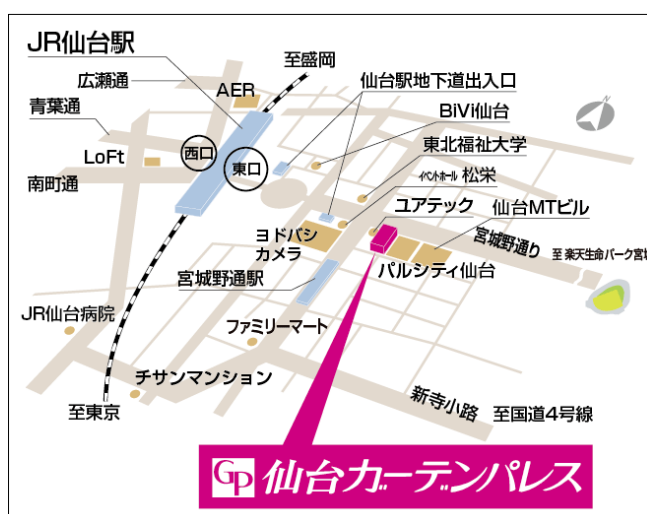 JR仙台駅
至盛岡
広瀬通
AER
仙台駅地下道出入口
青葉通
BiVi仙台
LoFt
西口
東口
東北福祉大学
南町通
イベントホール 松栄
ユアテック
仙台MTビル
ヨドバシ
カメラ
宮城野通り
至 楽天生命パーク宮城
宮城野通駅
パルシティ仙台
JR仙台病院
ファミリーマート
チサンマンション
至東京
新寺小路
至国道4号線
GP 仙台ガーデンパレス